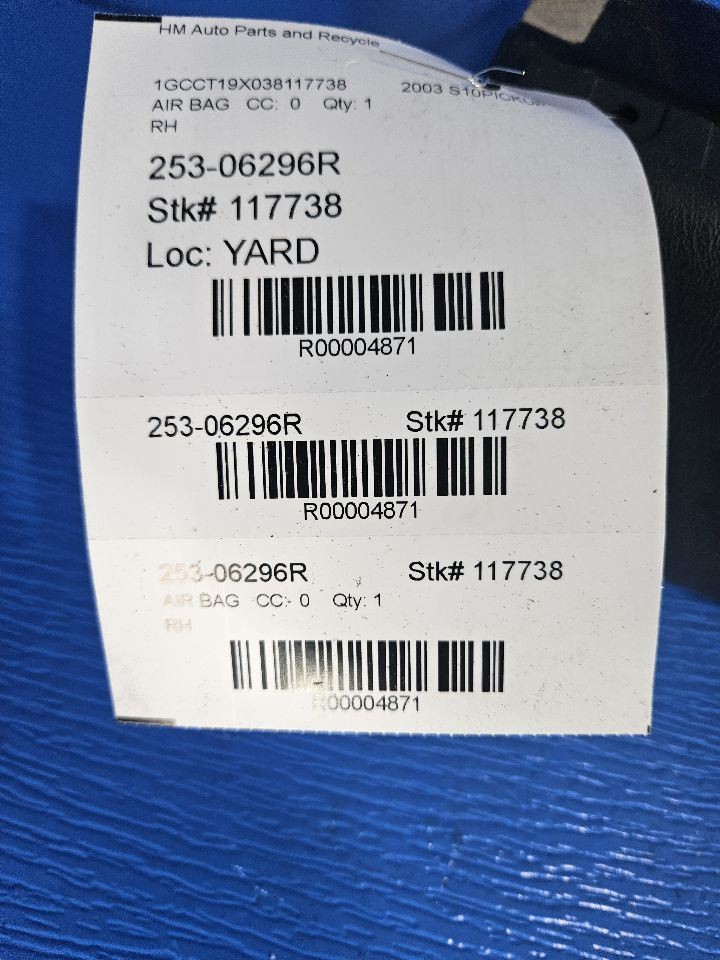 HM Auto Parts and Recycle
1GCCT19X038117738 2003 S10PICKUP
AIR BAG CC: 0 Qty: 1
RH
253-06296R
Stk# 117738
Loc: YARD
R00004871
253-06296R Stk# 117738
R00004871
253-06296R Stk# 117738
AIR BAG CC: 0 Qty: 1
RH
R00004871